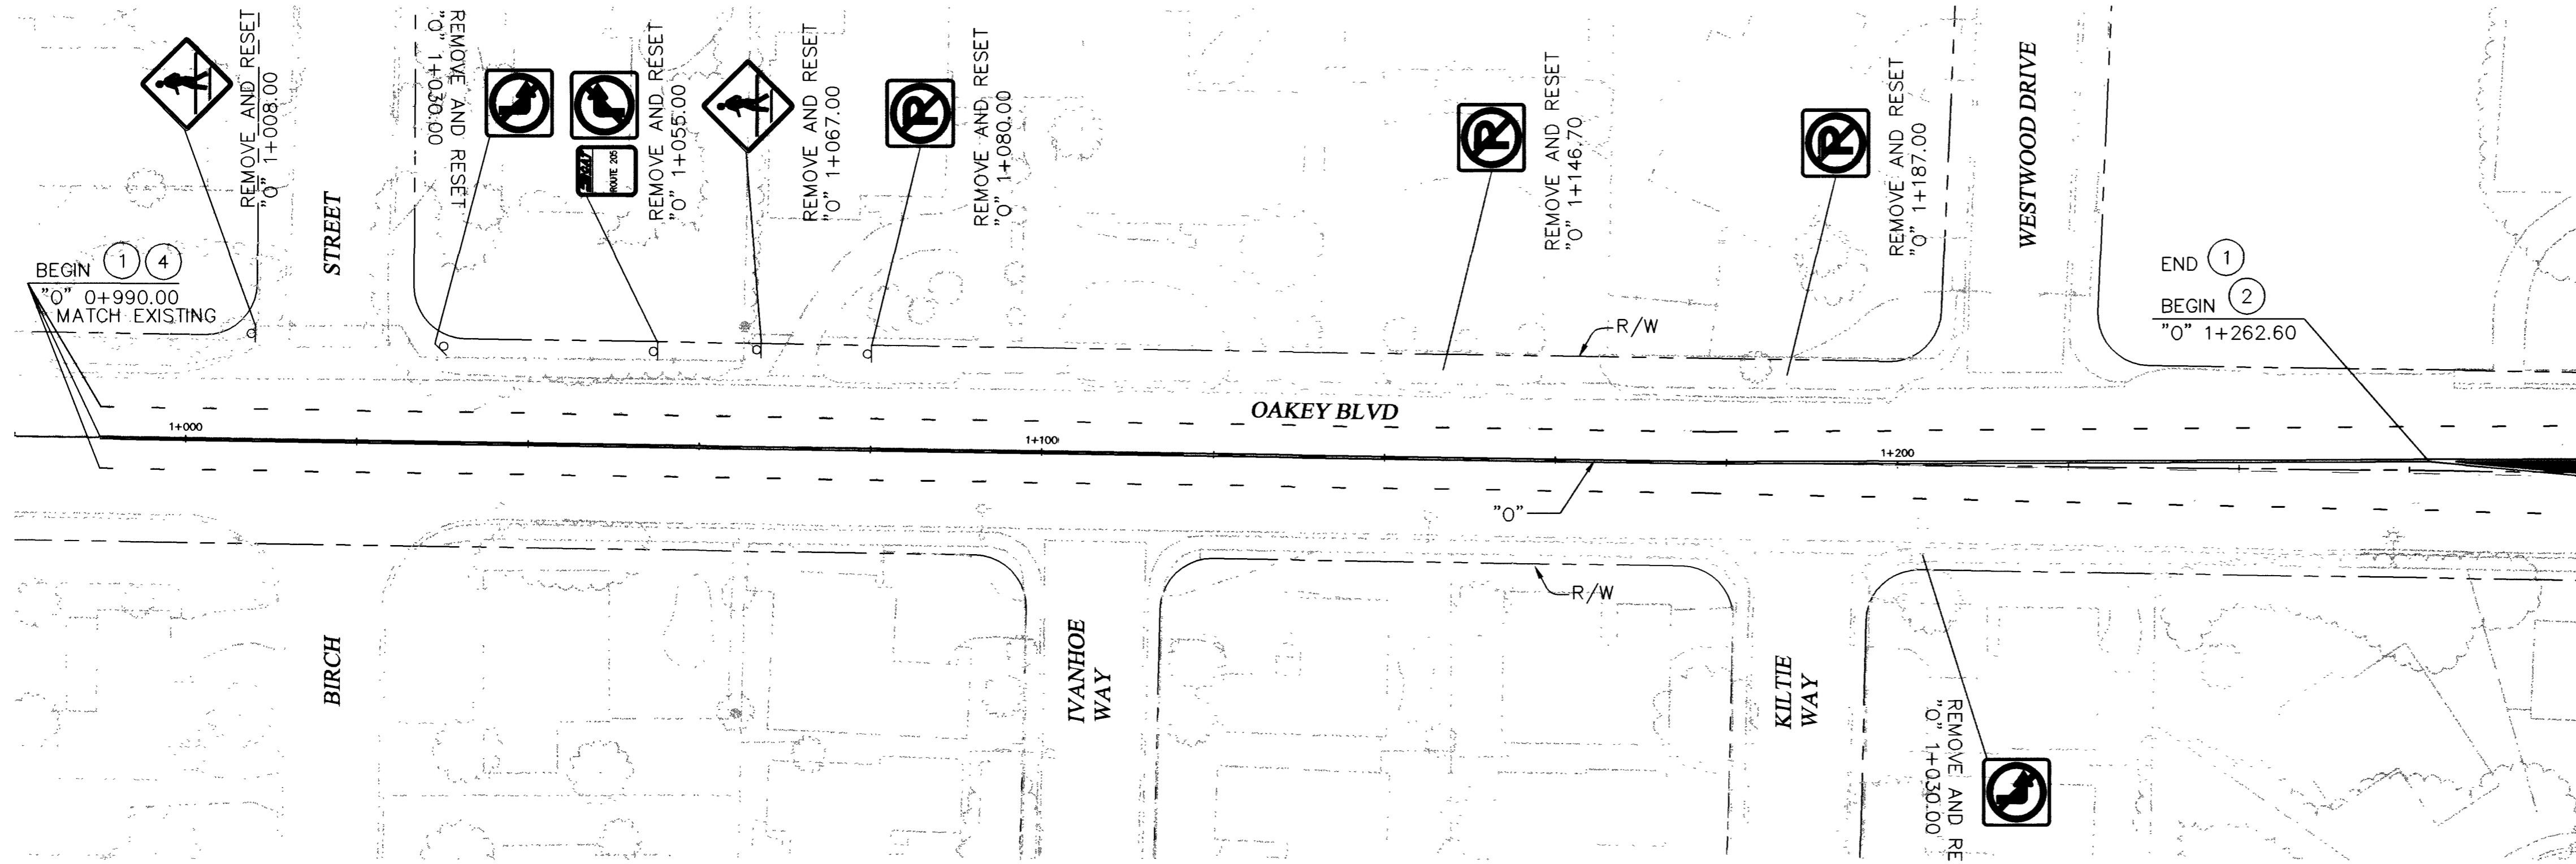 REMOVE AND RESET
"O" 1+008.00
STREET
REMOVE AND RESET
"O" 1+030.00
ROUTE 205
REMOVE AND RESET
"O" 1+055.00
REMOVE AND RESET
"O" 1+067.00
P
REMOVE AND RESET
"O" 1+080.00
P
REMOVE AND RESET
"O" 1+146.70
P
REMOVE AND RESET
"O" 1+187.00
WESTWOOD DRIVE
BEGIN 1 4
"O" 0+990.00
MATCH EXISTING
END 1
BEGIN 2
"O" 1+262.60
R/W
OAKEY BLVD
1+000
1+100
1+200
"O"
R/W
BIRCH
IVANHOE
WAY
KILTIE
WAY
REMOVE AND RE
"O" 1+030.00